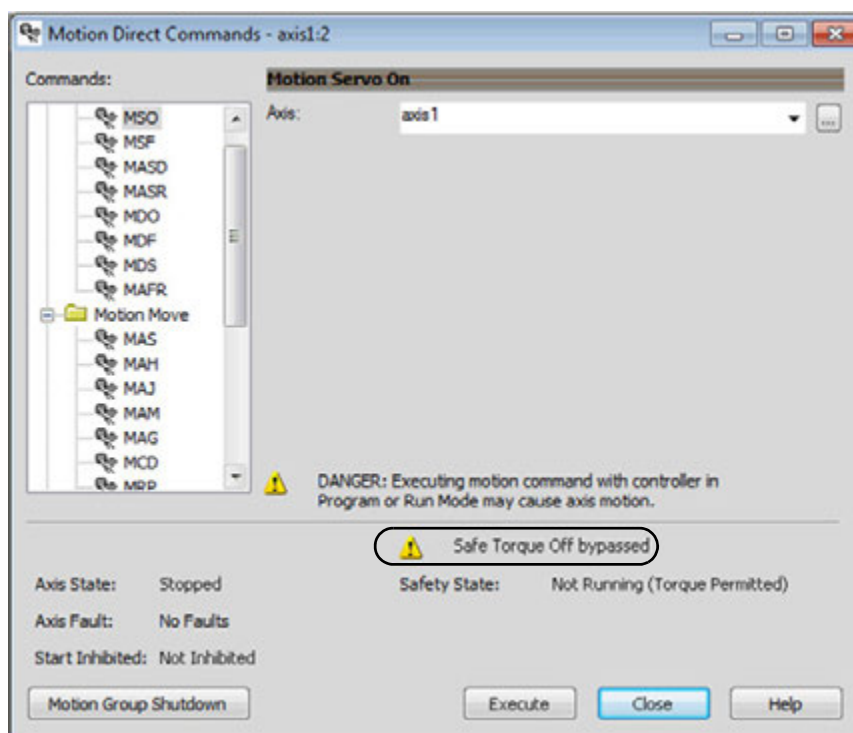 Motion Direct Commands - axis1:2
Commands:
Motion Servo On
Axis: axis1 ...
MSO
MSF
MASD
MASR
MDO
MDF
MDS
MAFR
Motion Move
MAS
MAH
MAJ
MAM
MAG
MCD
MRP
DANGER: Executing motion command with controller in
Program or Run Mode may cause axis motion.
Safe Torque Off bypassed
Axis State: Stopped
Safety State: Not Running (Torque Permitted)
Axis Fault: No Faults
Start Inhibited: Not Inhibited
Motion Group Shutdown
Execute
Close
Help